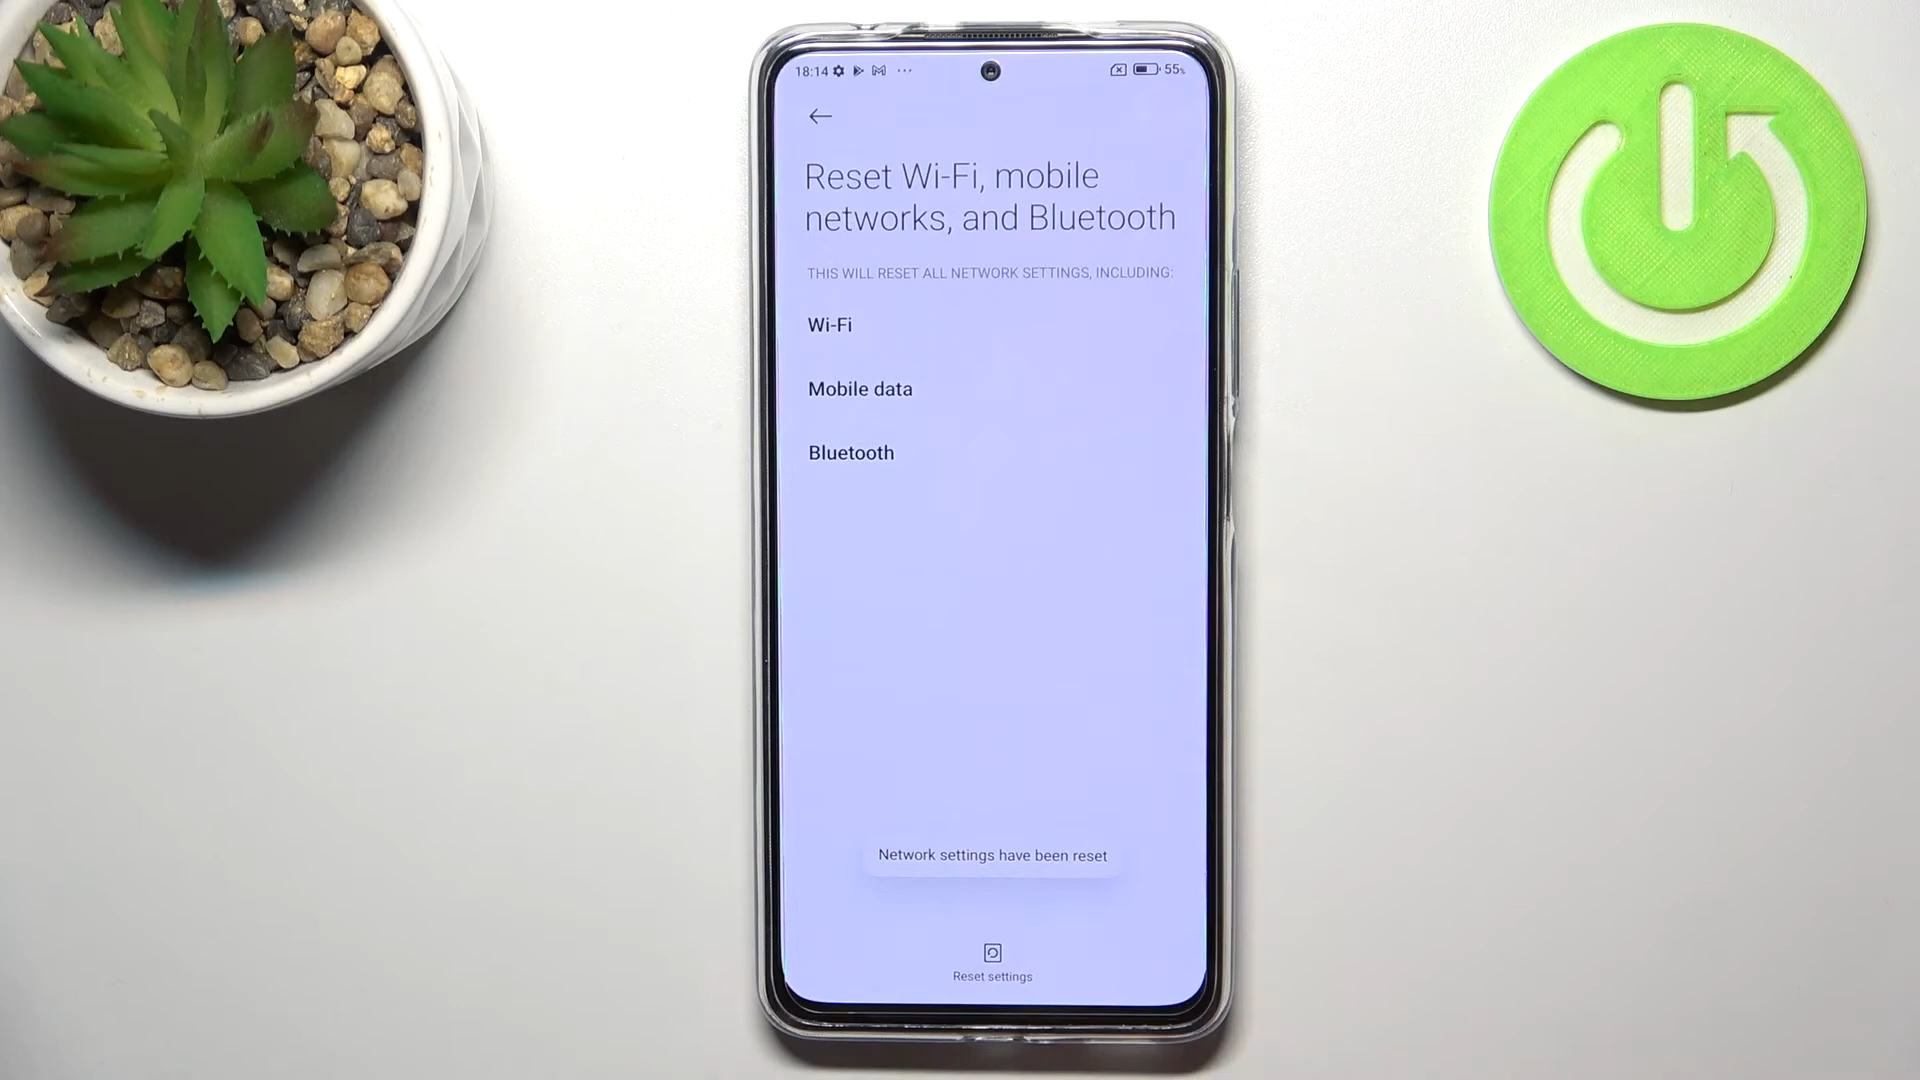 18:14 ... 55%
Reset Wi-Fi, mobile
networks, and Bluetooth
THIS WILL RESET ALL NETWORK SETTINGS, INCLUDING:
Wi-Fi
Mobile data
Bluetooth
Network settings have been reset
Reset settings